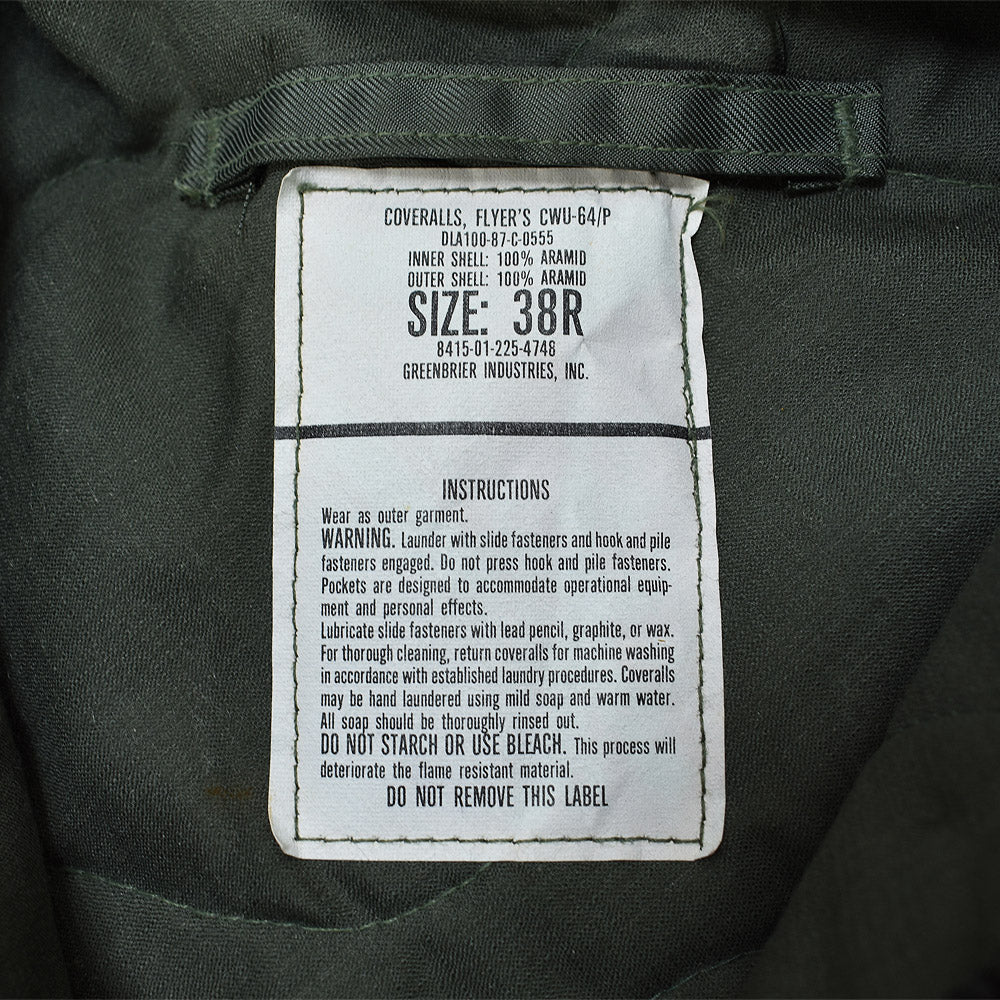 COVERALLS, FLYER'S CWU-64/P
DLA100-87-C-0555
INNER SHELL: 100% ARAMID
OUTER SHELL: 100% ARAMID
SIZE: 38R
8415-01-225-4748
GREENBRIER INDUSTRIES, INC.
INSTRUCTIONS
Wear as outer garment.
WARNING. Launder with slide fasteners and hook and pile
fasteners engaged. Do not press hook and pile fasteners.
Pockets are designed to accommodate operational equip-
ment and personal effects.
Lubricate slide fasteners with lead pencil, graphite, or wax.
For thorough cleaning, return coveralls for machine washing
in accordance with established laundry procedures. Coveralls
may be hand laundered using mild soap and warm water.
All soap should be thoroughly rinsed out.
DO NOT STARCH OR USE BLEACH. This process will
deteriorate the flame resistant material.
DO NOT REMOVE THIS LABEL